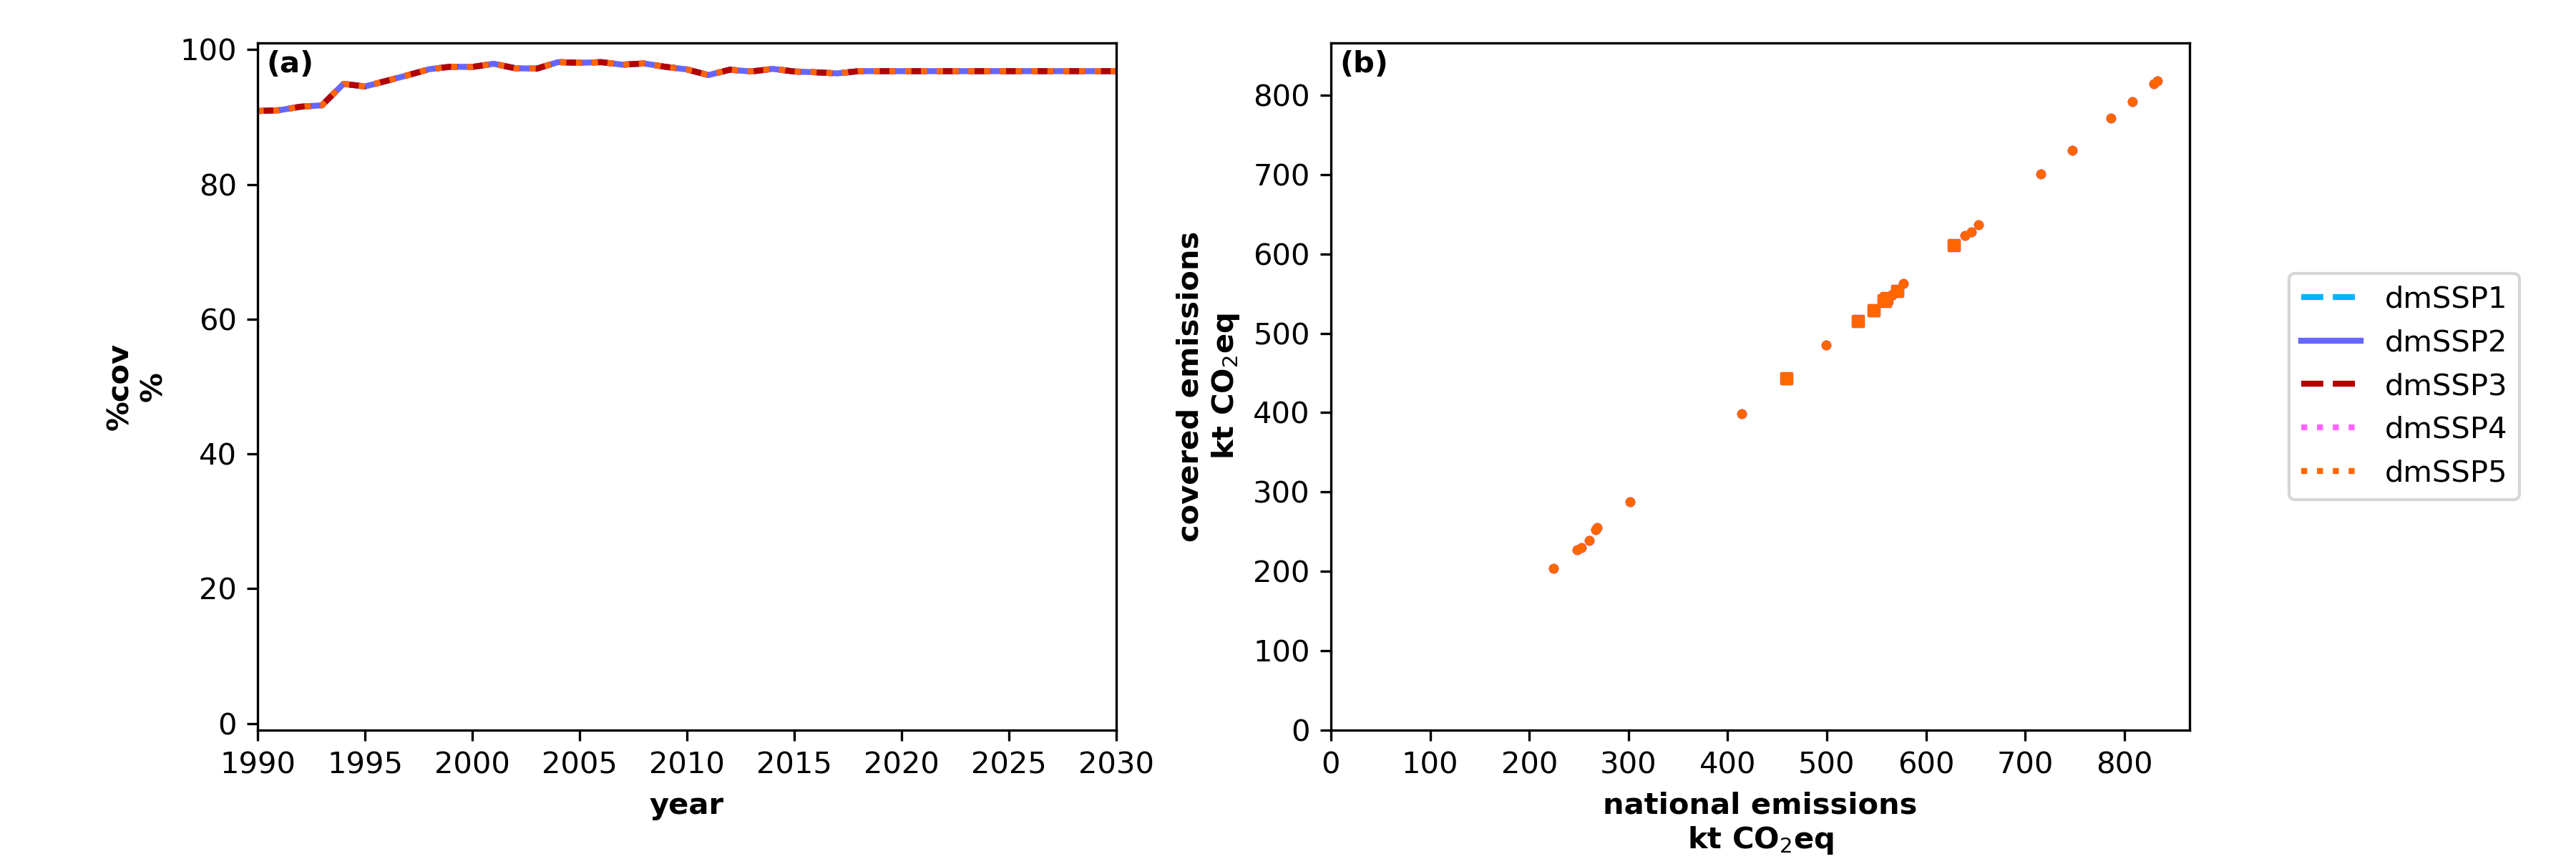 (a)
100
80
60
40
20
0
%cov
%
1990 1995 2000 2005 2010 2015 2020 2025 2030
year
(b)
800
700
600
500
400
300
200
100
0
covered emissions
kt CO₂eq
0 100 200 300 400 500 600 700 800
national emissions
kt CO₂eq
dmSSP1
dmSSP2
dmSSP3
dmSSP4
dmSSP5